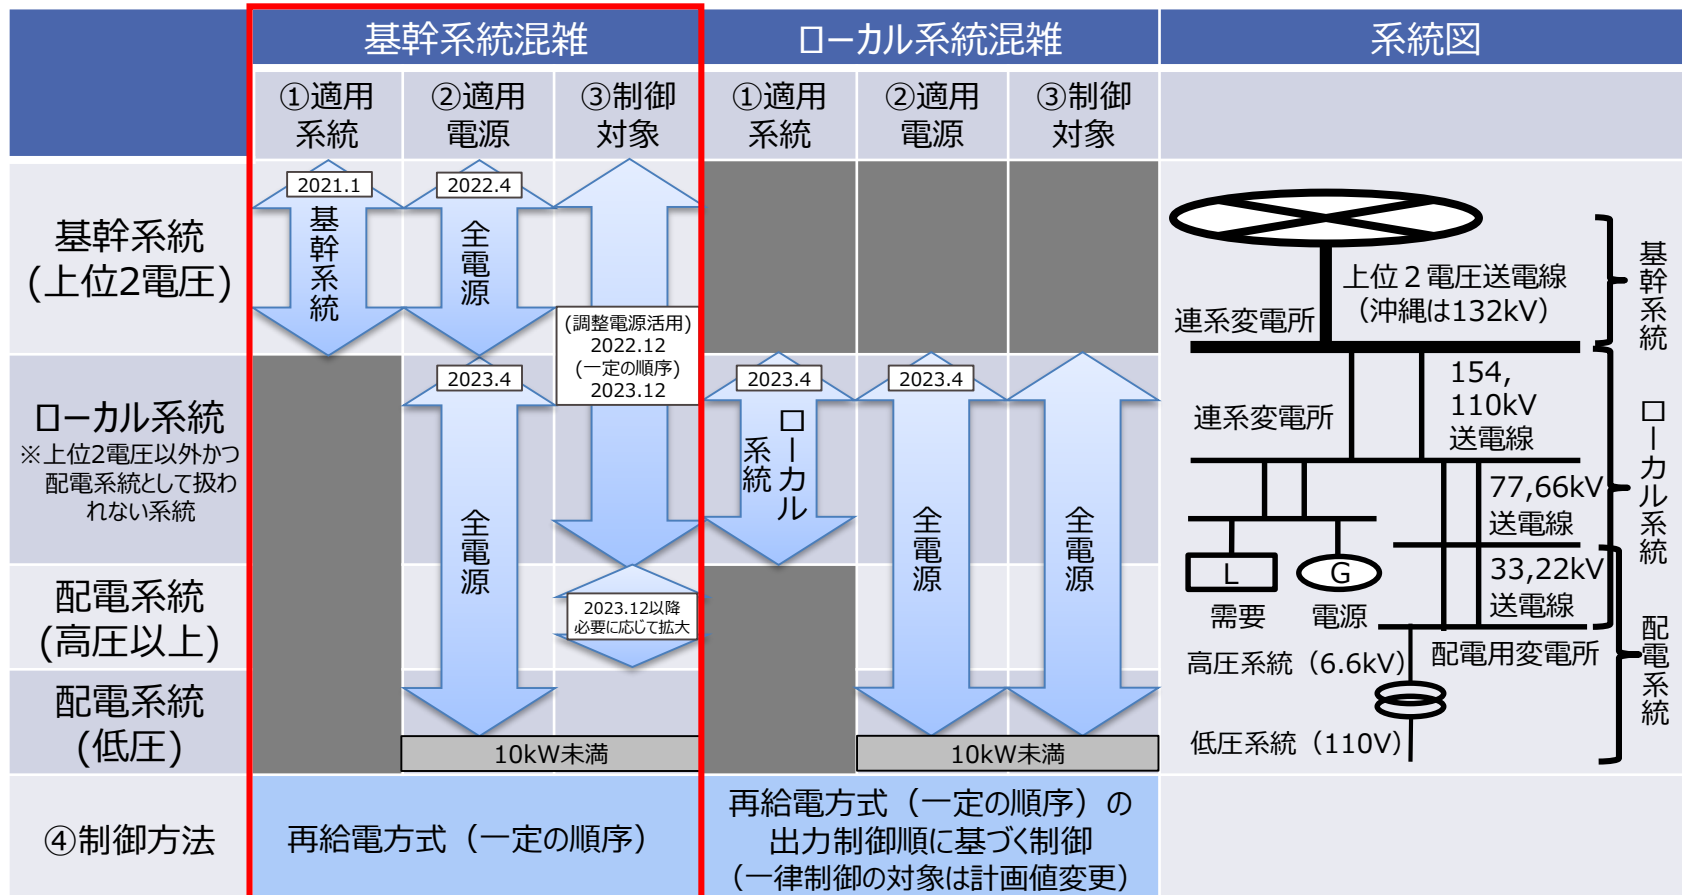 基幹系統混雑
ローカル系統混雑
系統図
①適用
系統
②適用
電源
③制御
対象
①適用
系統
②適用
電源
③制御
対象
基幹系統
(上位2電圧)
2021.1
基幹系統
2022.4
全電源
(調整電源活用)
2022.12
(一定の順序)
2023.12
ローカル系統
※上位2電圧以外かつ
配電系統として扱わ
れない系統
2023.4
全電源
2023.4
ローカル
系統
2023.4
全電源
全電源
配電系統
(高圧以上)
2023.12以降
必要に応じて拡大
配電系統
(低圧)
10kW未満
10kW未満
④制御方法
再給電方式（一定の順序）
再給電方式（一定の順序）の
出力制御順に基づく制御
（一律制御の対象は計画値変更）
上位２電圧送電線
（沖縄は132kV）
連系変電所
基幹系統
154,
110kV
送電線
連系変電所
ローカル系統
77,66kV
送電線
L
G
需要
電源
33,22kV
送電線
配電用変電所
高圧系統（6.6kV）
配電系統
低圧系統（110V）